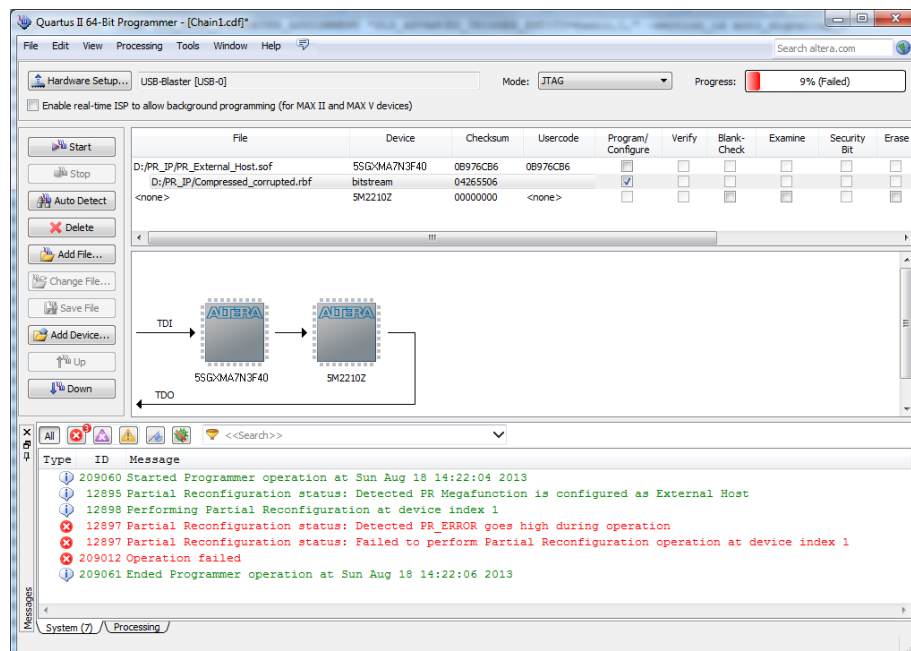 Quartus II 64-Bit Programmer - [Chain1.cdf]*
File Edit View Processing Tools Window Help
Search altera.com
Hardware Setup... USB-Blaster [USB-0] Mode: JTAG Progress: 9% (Failed)
Enable real-time ISP to allow background programming (for MAX II and MAX V devices)
Start
Stop
Auto Detect
Delete
Add File...
Change File...
Save File
Add Device...
Up
Down
File Device Checksum Usercode Program/ Configure Verify Blank- Check Examine Security Bit Erase
D:/PR_IP/PR_External_Host.sof 5SGXMA7N3F40 0B976CB6 0B976CB6
D:/PR_IP/Compressed_corrupted.rbf bitstream 04265506
<none> 5M2210Z 00000000 <none>
ALTERA ALTERA
TDI
5SGXMA7N3F40 5M2210Z
TDO
All 3 <<Search>>
Type ID Message
209060 Started Programmer operation at Sun Aug 18 14:22:04 2013
12895 Partial Reconfiguration status: Detected PR Megafunction is configured as External Host
12898 Performing Partial Reconfiguration at device index 1
12897 Partial Reconfiguration status: Detected PR_ERROR goes high during operation
12897 Partial Reconfiguration status: Failed to perform Partial Reconfiguration operation at device index 1
209012 Operation failed
209061 Ended Programmer operation at Sun Aug 18 14:22:06 2013
Messages
System (7) Processing